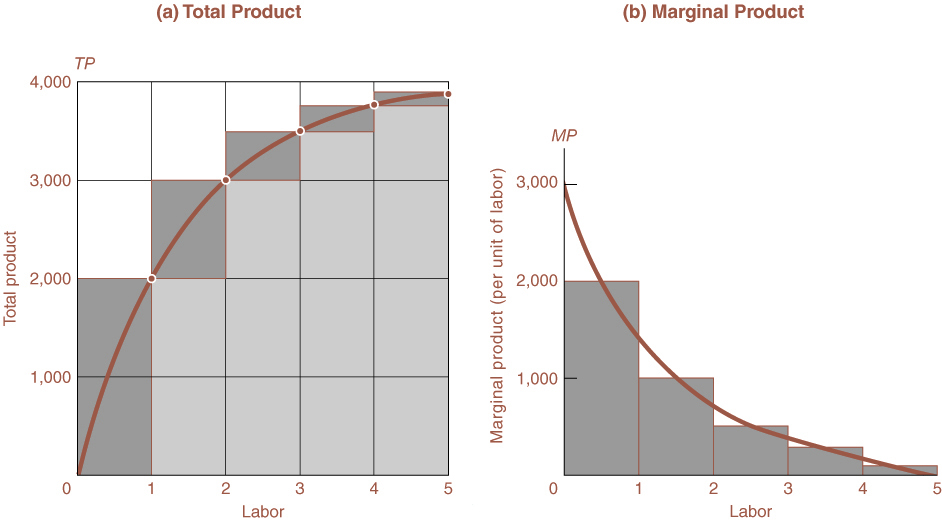 (a) Total Product
TP
4,000
3,000
2,000
1,000
0
1
2
3
4
5
Total product
Labor
(b) Marginal Product
MP
3,000
2,000
1,000
0
1
2
3
4
5
Marginal product (per unit of labor)
Labor